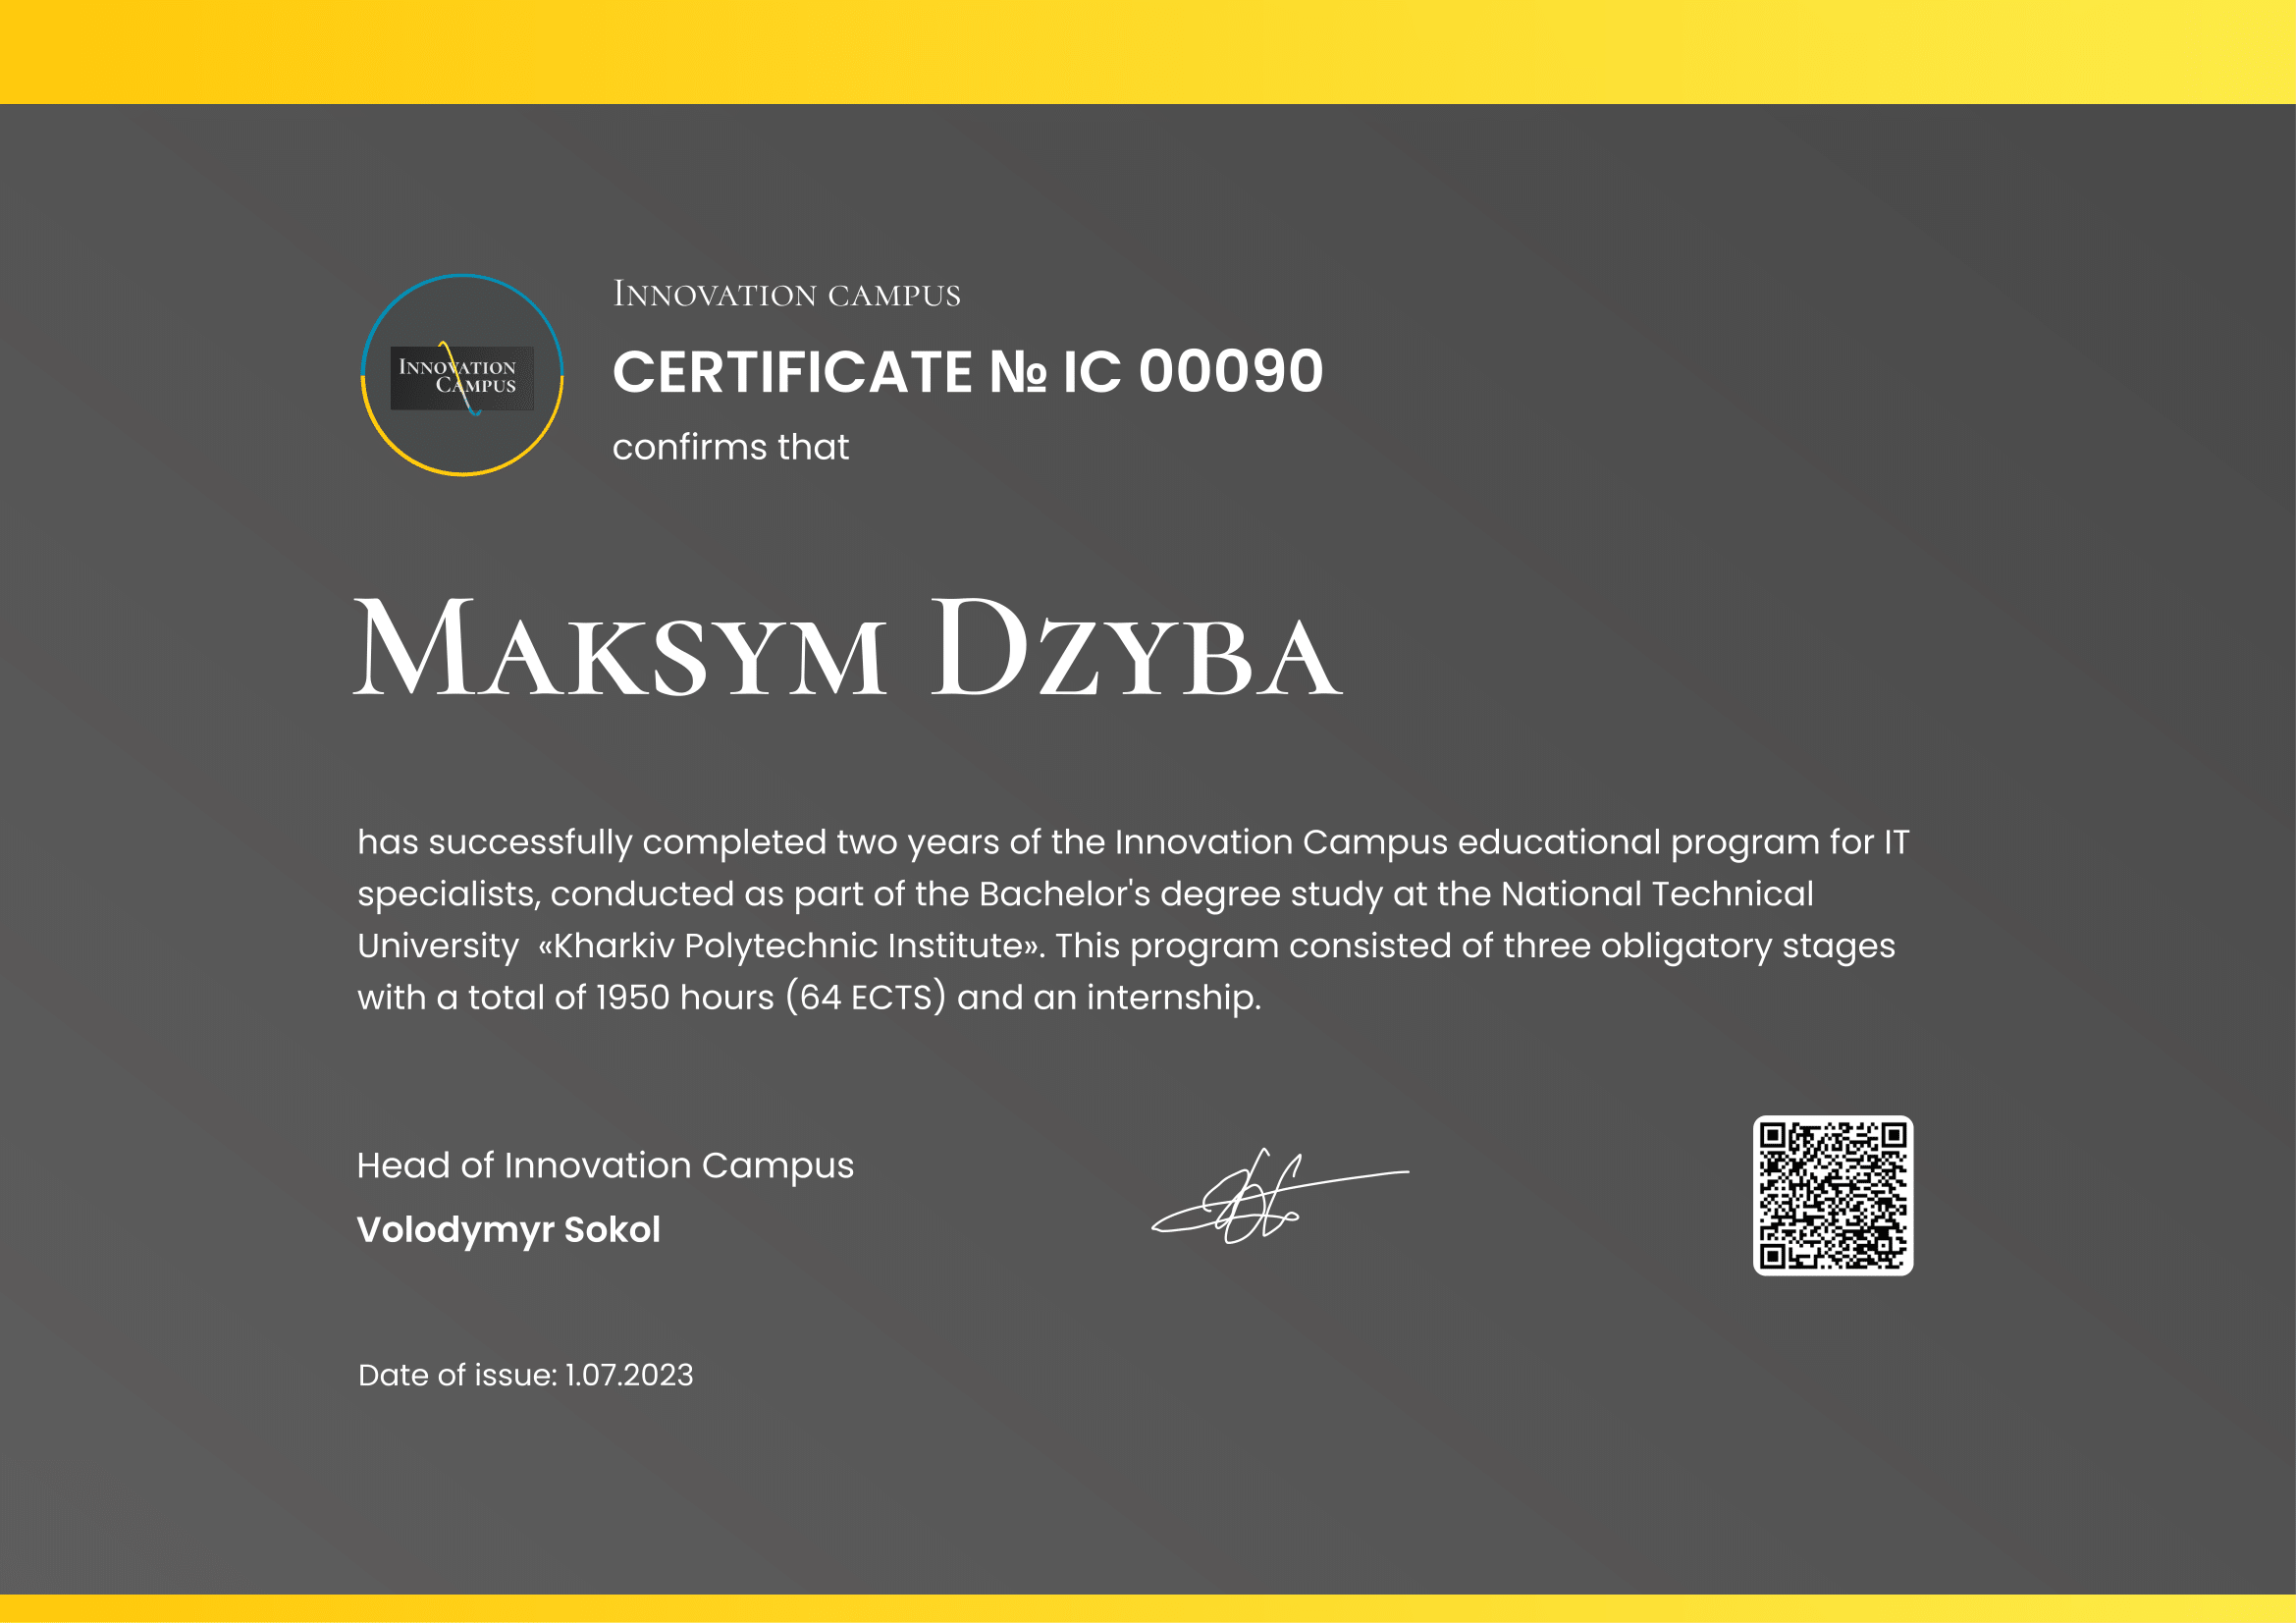 INNOVATION CAMPUS
CERTIFICATE № IC 00090
INNOVATION
CAMPUS
confirms that
MAKSYM DZYBA
has successfully completed two years of the Innovation Campus educational program for IT
specialists, conducted as part of the Bachelor's degree study at the National Technical
University «Kharkiv Polytechnic Institute». This program consisted of three obligatory stages
with a total of 1950 hours (64 ECTS) and an internship.
Head of Innovation Campus
Volodymyr Sokol
Date of issue: 1.07.2023